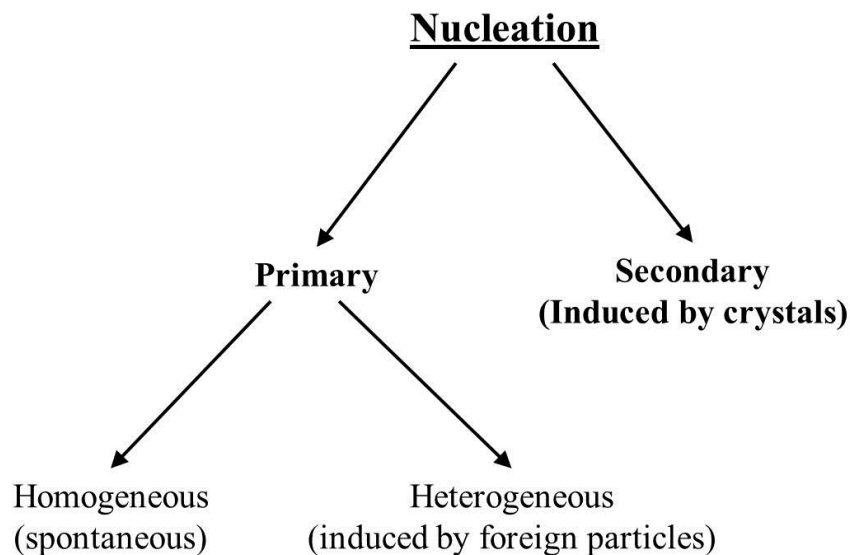 Nucleation
Primary
Secondary
(Induced by crystals)
Homogeneous
(spontaneous)
Heterogeneous
(induced by foreign particles)